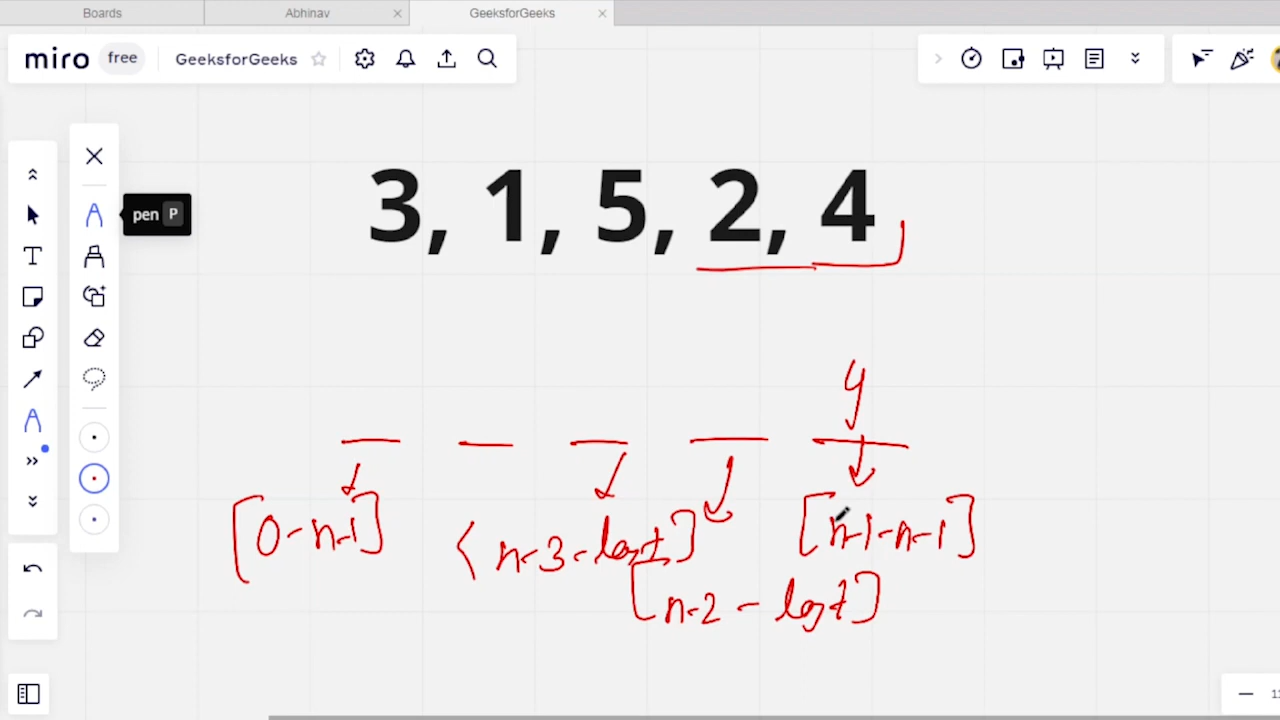 Boards
Abhinav
GeeksforGeeks
miro free GeeksforGeeks
pen P
3, 1, 5, 2, 4
4
[0-n-1]
[n-3-last]
[n-1-n-1]
[n-2-last]